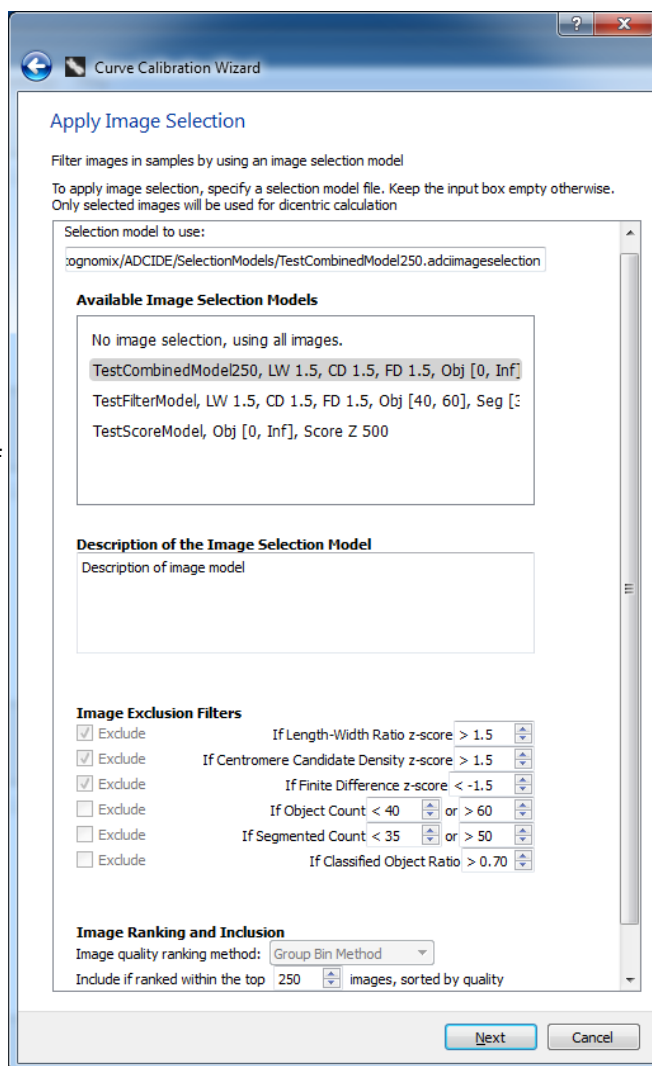 Curve Calibration Wizard
Apply Image Selection
Filter images in samples by using an image selection model
To apply image selection, specify a selection model file. Keep the input box empty otherwise.
Only selected images will be used for dicentric calculation
Selection model to use:
:ognomix/ADCIDE/SelectionModels/TestCombinedModel250.adciimageselection
Available Image Selection Models
No image selection, using all images.
TestCombinedModel250, LW 1.5, CD 1.5, FD 1.5, Obj [0, Inf]
TestFilterModel, LW 1.5, CD 1.5, FD 1.5, Obj [40, 60], Seg [3
TestScoreModel, Obj [0, Inf], Score Z 500
Description of the Image Selection Model
Description of image model
Image Exclusion Filters
Exclude If Length-Width Ratio z-score > 1.5
Exclude If Centromere Candidate Density z-score > 1.5
Exclude If Finite Difference z-score < -1.5
Exclude If Object Count < 40 or > 60
Exclude If Segmented Count < 35 or > 50
Exclude If Classified Object Ratio > 0.70
Image Ranking and Inclusion
Image quality ranking method: Group Bin Method
Include if ranked within the top 250 images, sorted by quality
Next Cancel